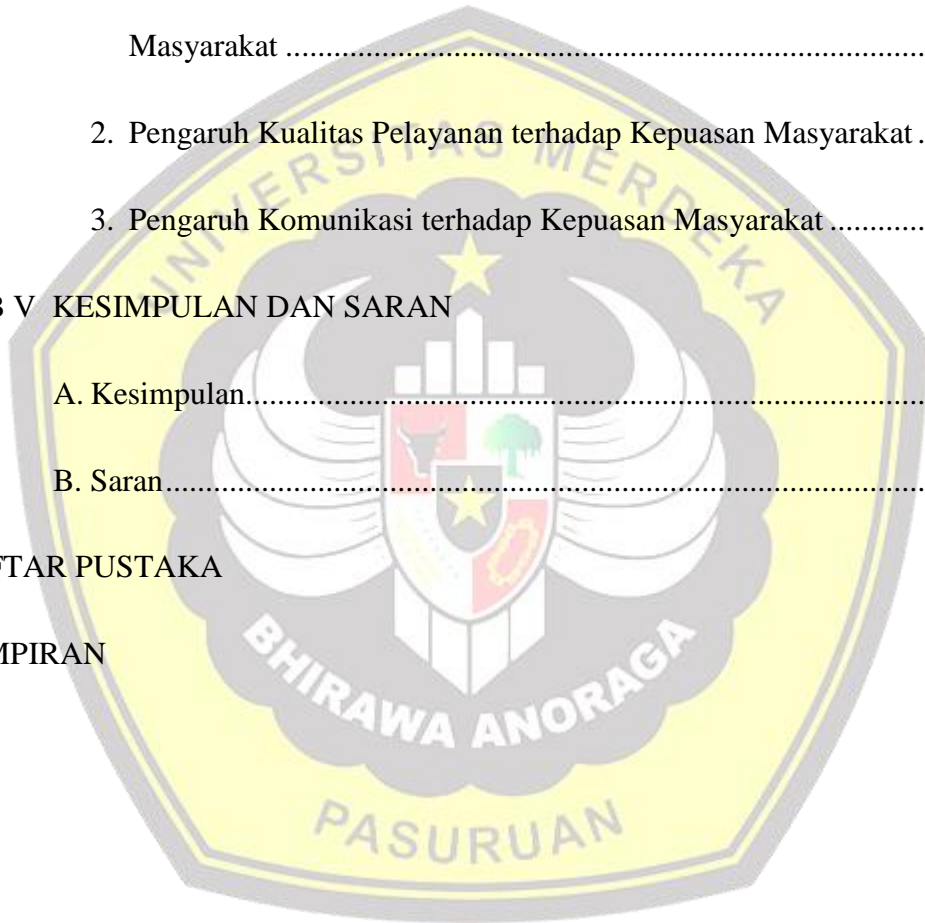 Masyarakat ................................................................................
2. Pengaruh Kualitas Pelayanan terhadap Kepuasan Masyarakat .
3. Pengaruh Komunikasi terhadap Kepuasan Masyarakat ............
B V KESIMPULAN DAN SARAN
A. Kesimpulan.....................................................................................
B. Saran...............................................................................................
FTAR PUSTAKA
MPIRAN
UNIVERSITAS MERDEKA
BHIRAWA ANORAGA
PASURUAN